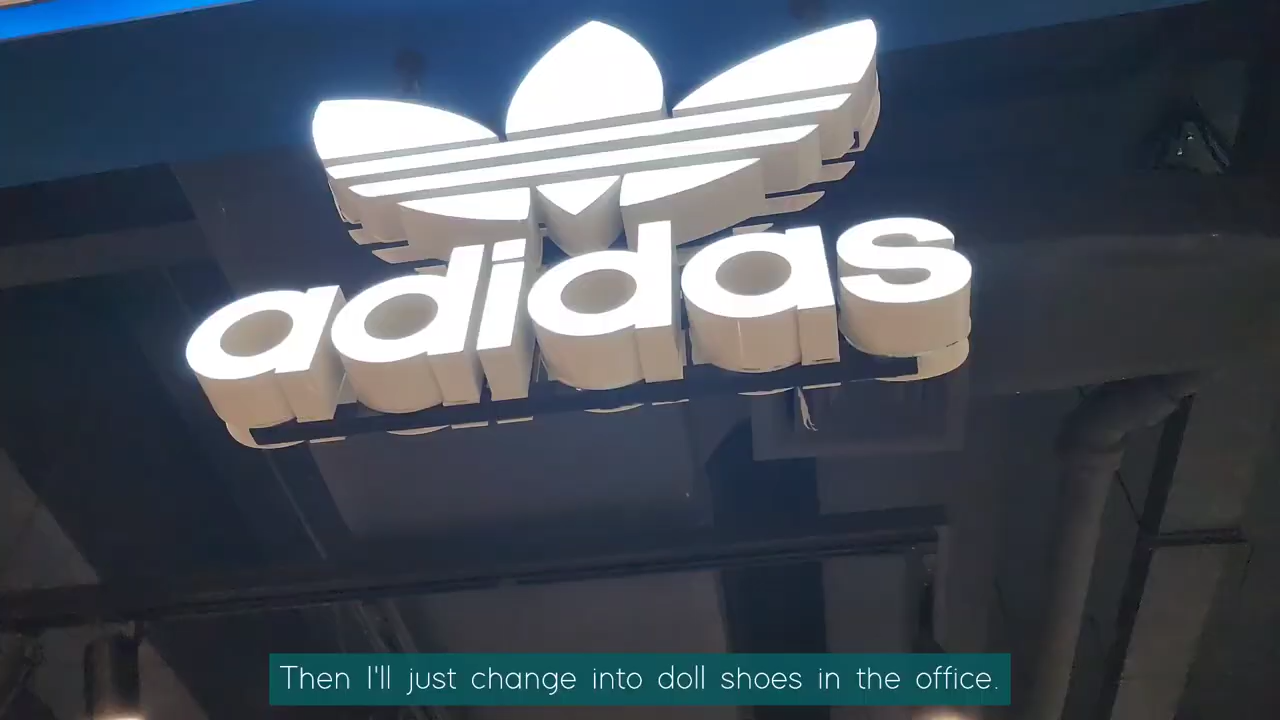 adidas
Then I'll just change into doll shoes in the office.